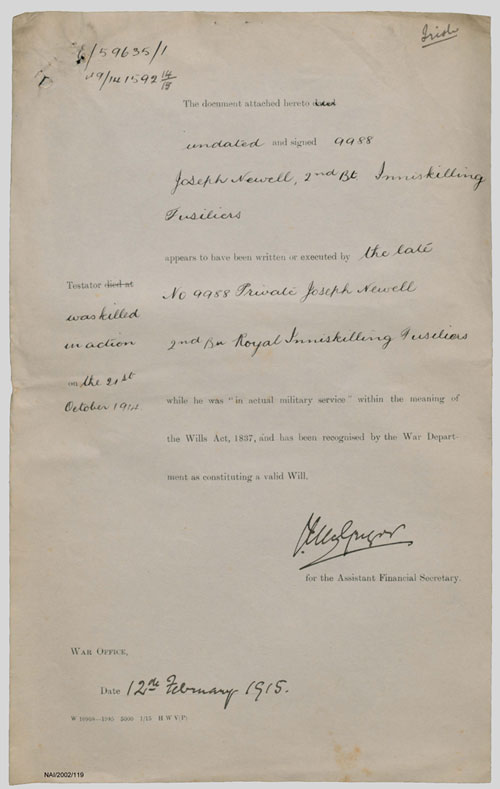 Irish
/59635/1
19/14 1592 14/15
The document attached hereto dated
undated and signed 9988
Joseph Newell, 2nd Bt. Inniskilling
Fusiliers
appears to have been written or executed by the late
Testator died at
No 9988 Private Joseph Newell
was killed
in action
2nd Bn Royal Inniskilling Fusiliers
on the 21st
October 1914
while he was "in actual military service" within the meaning of
the Wills Act, 1837, and has been recognised by the War Depart-
ment as constituting a valid Will.
for the Assistant Financial Secretary.
WAR OFFICE,
Date 12th February 1915.
5000 1/15 H W V(P)
NAI/2002/119